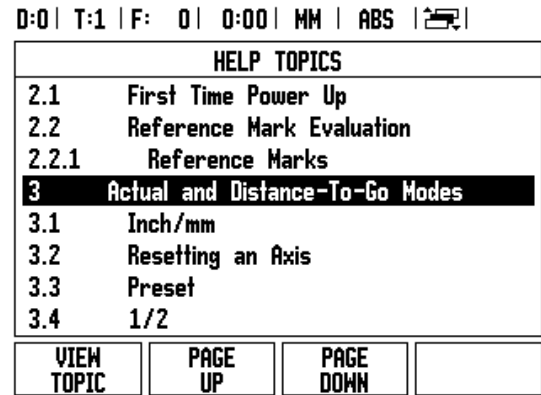 D:0 | T:1 | F: 0 | 0:00 | MM | ABS |
HELP TOPICS
2.1 First Time Power Up
2.2 Reference Mark Evaluation
2.2.1 Reference Marks
3 Actual and Distance-To-Go Modes
3.1 Inch/mm
3.2 Resetting an Axis
3.3 Preset
3.4 1/2
VIEW TOPIC
PAGE UP
PAGE DOWN